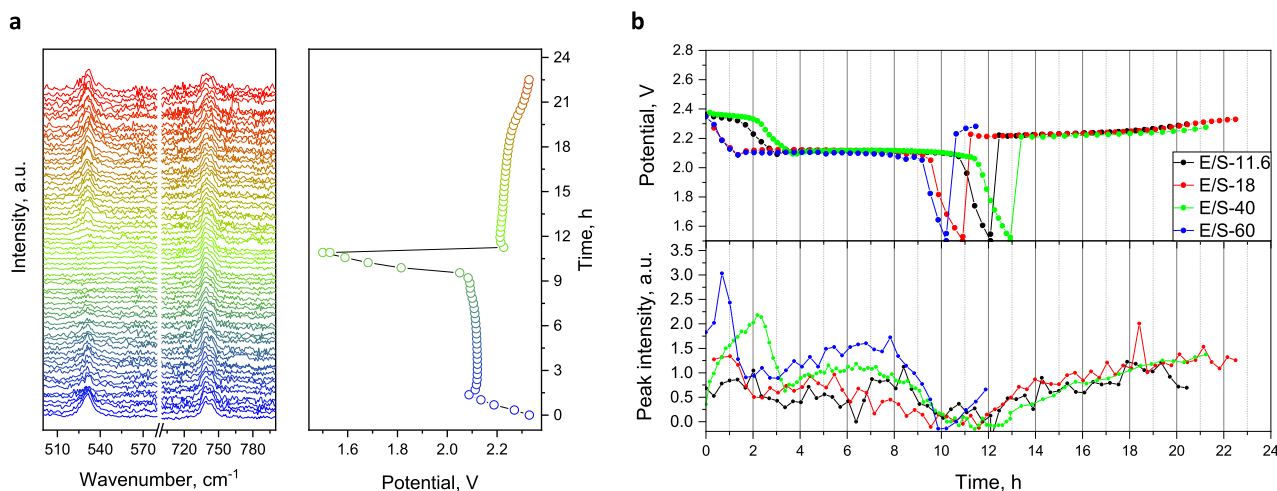 a
Intensity, a.u.
510 540 570 720 750 780
Wavenumber, cm-1
1.6 1.8 2.0 2.2
Potential, V
24
21
18
15
12
9
6
3
0
Time, h
b
2.8
2.6
2.4
2.2
2.0
1.8
1.6
Potential, V
E/S-11.6
E/S-18
E/S-40
E/S-60
3.5
3.0
2.5
2.0
1.5
1.0
0.5
0.0
Peak intensity, a.u.
0 2 4 6 8 10 12 14 16 18 20 22 24
Time, h